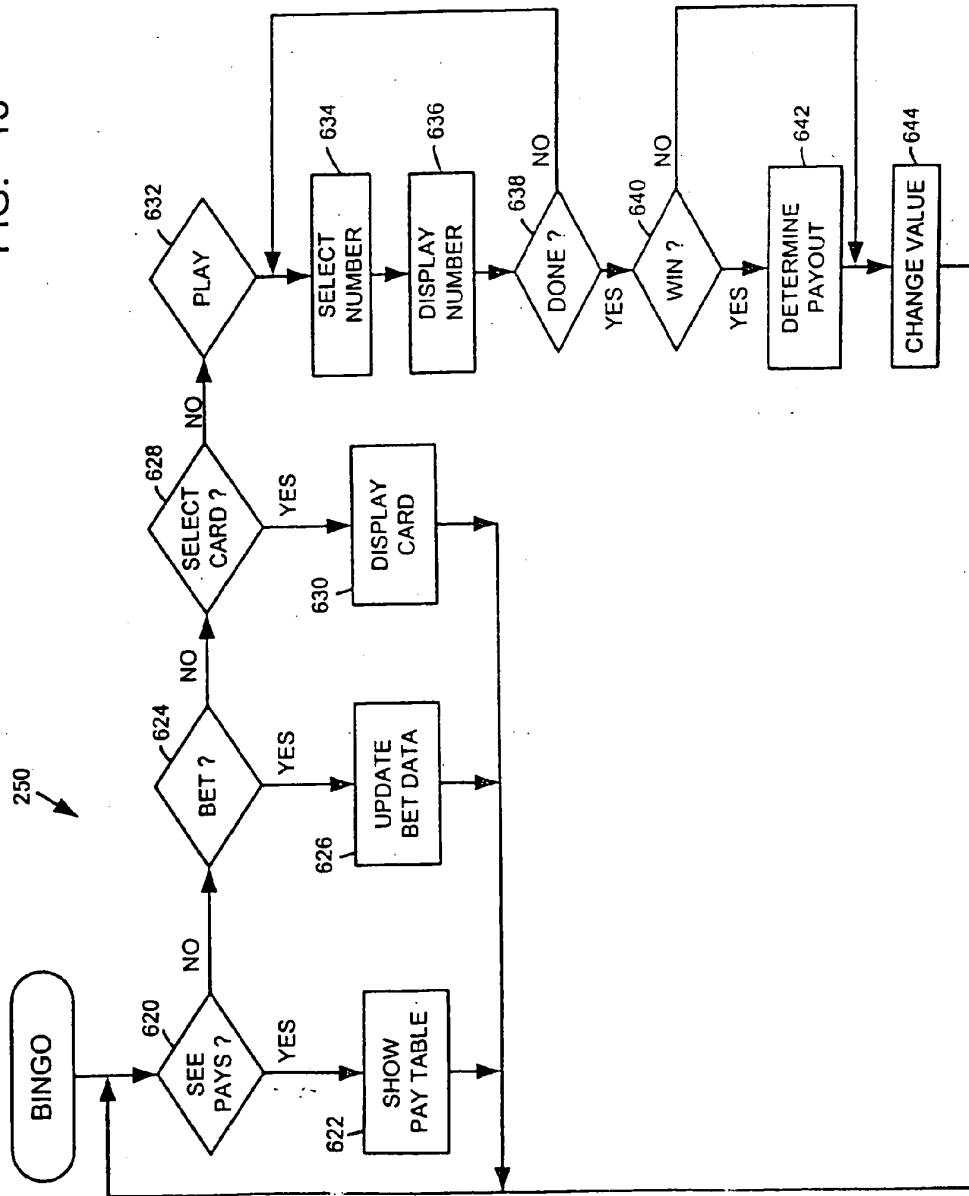 FIG.
250
BINGO
620
SEE
PAYS ?
NO
YES
622
SHOW
PAY TABLE
624
BET ?
NO
YES
626
UPDATE
BET DATA
628
SELECT
CARD ?
NO
YES
630
DISPLAY
CARD
632
PLAY
634
SELECT
NUMBER
636
DISPLAY
NUMBER
638
DONE ?
NO
YES
640
WIN ?
NO
YES
642
DETERMINE
PAYOUT
644
CHANGE VALUE